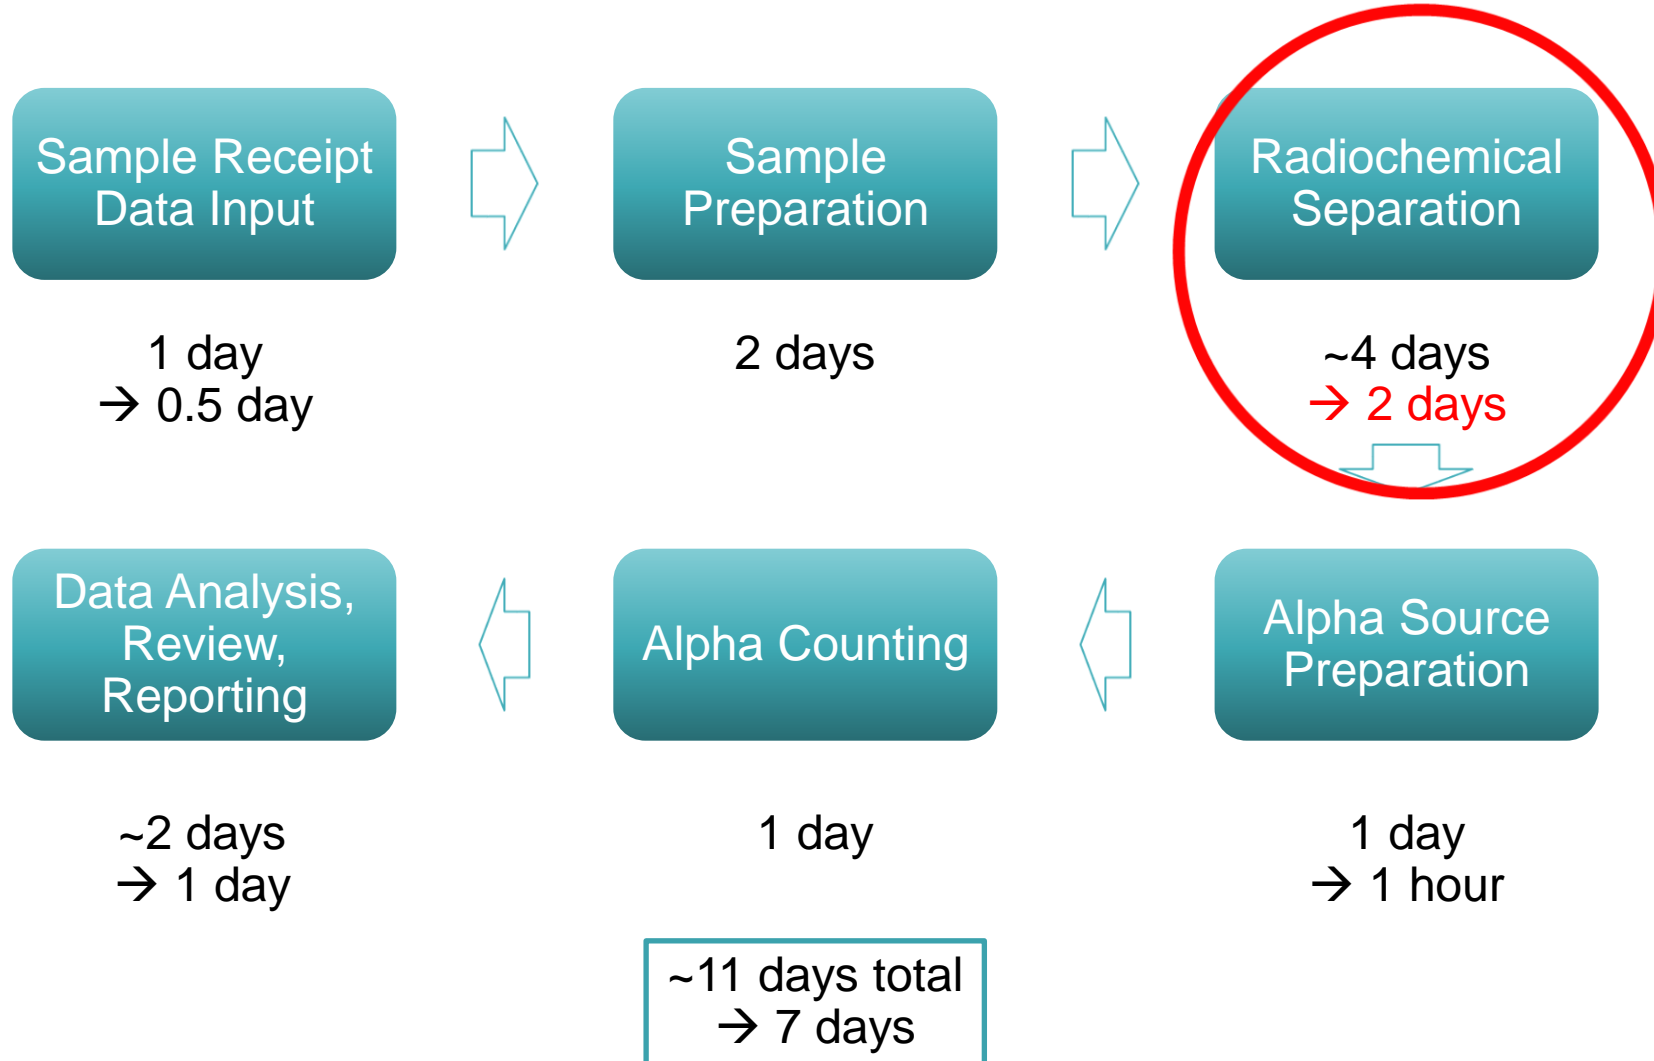 Sample Receipt
Data Input
1 day
→ 0.5 day
Sample
Preparation
2 days
Radiochemical
Separation
~4 days
→ 2 days
Alpha Source
Preparation
1 day
→ 1 hour
Alpha Counting
1 day
Data Analysis,
Review,
Reporting
~2 days
→ 1 day
~11 days total
→ 7 days